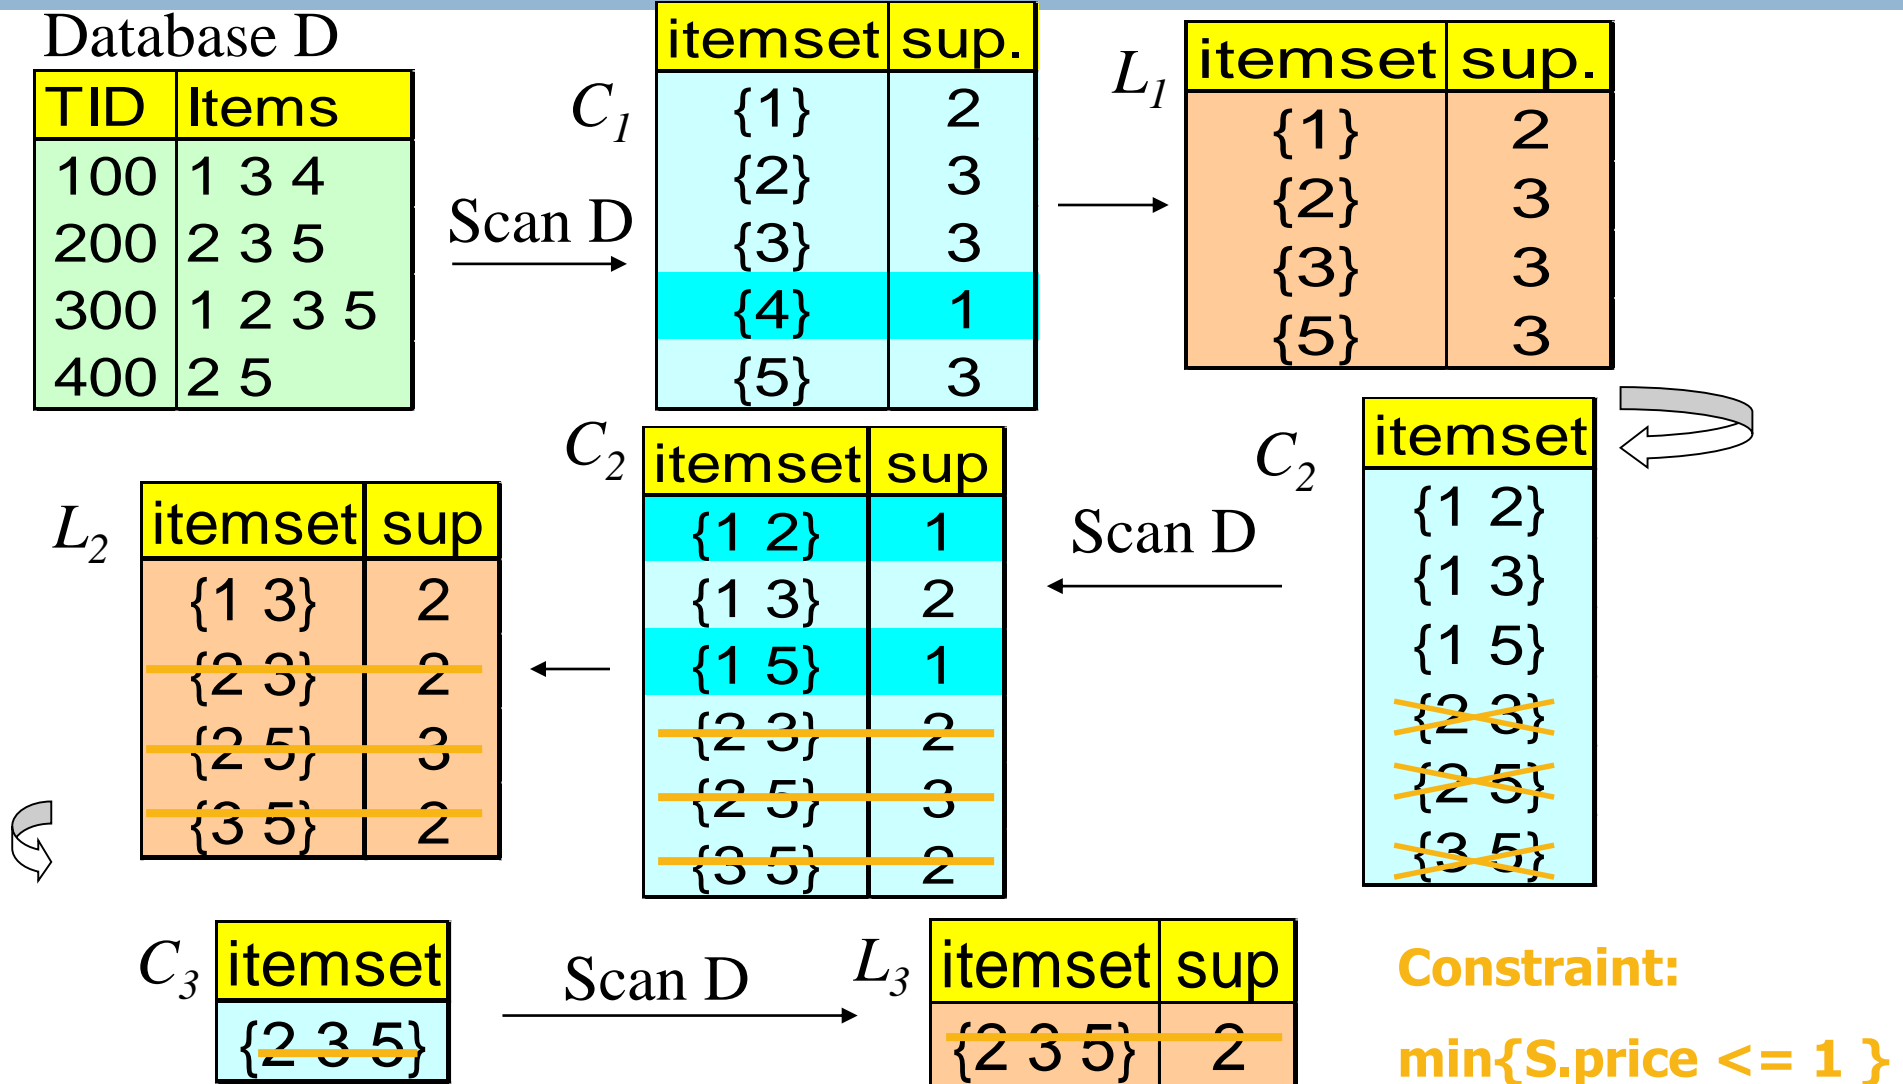 Database D
TID Items
100 1 3 4
200 2 3 5
300 1 2 3 5
400 2 5
Scan D
C1
itemset sup.
{1} 2
{2} 3
{3} 3
{4} 1
{5} 3
L1
itemset sup.
{1} 2
{2} 3
{3} 3
{5} 3
C2
itemset
{1 2}
{1 3}
{1 5}
{2 3}
{2 5}
{3 5}
Scan D
C2
itemset sup
{1 2} 1
{1 3} 2
{1 5} 1
{2 3} 2
{2 5} 3
{3 5} 2
L2
itemset sup
{1 3} 2
{2 3} 2
{2 5} 3
{3 5} 2
C3
itemset
{2 3 5}
Scan D
L3
itemset sup
{2 3 5} 2
Constraint:
min{S.price <= 1 }